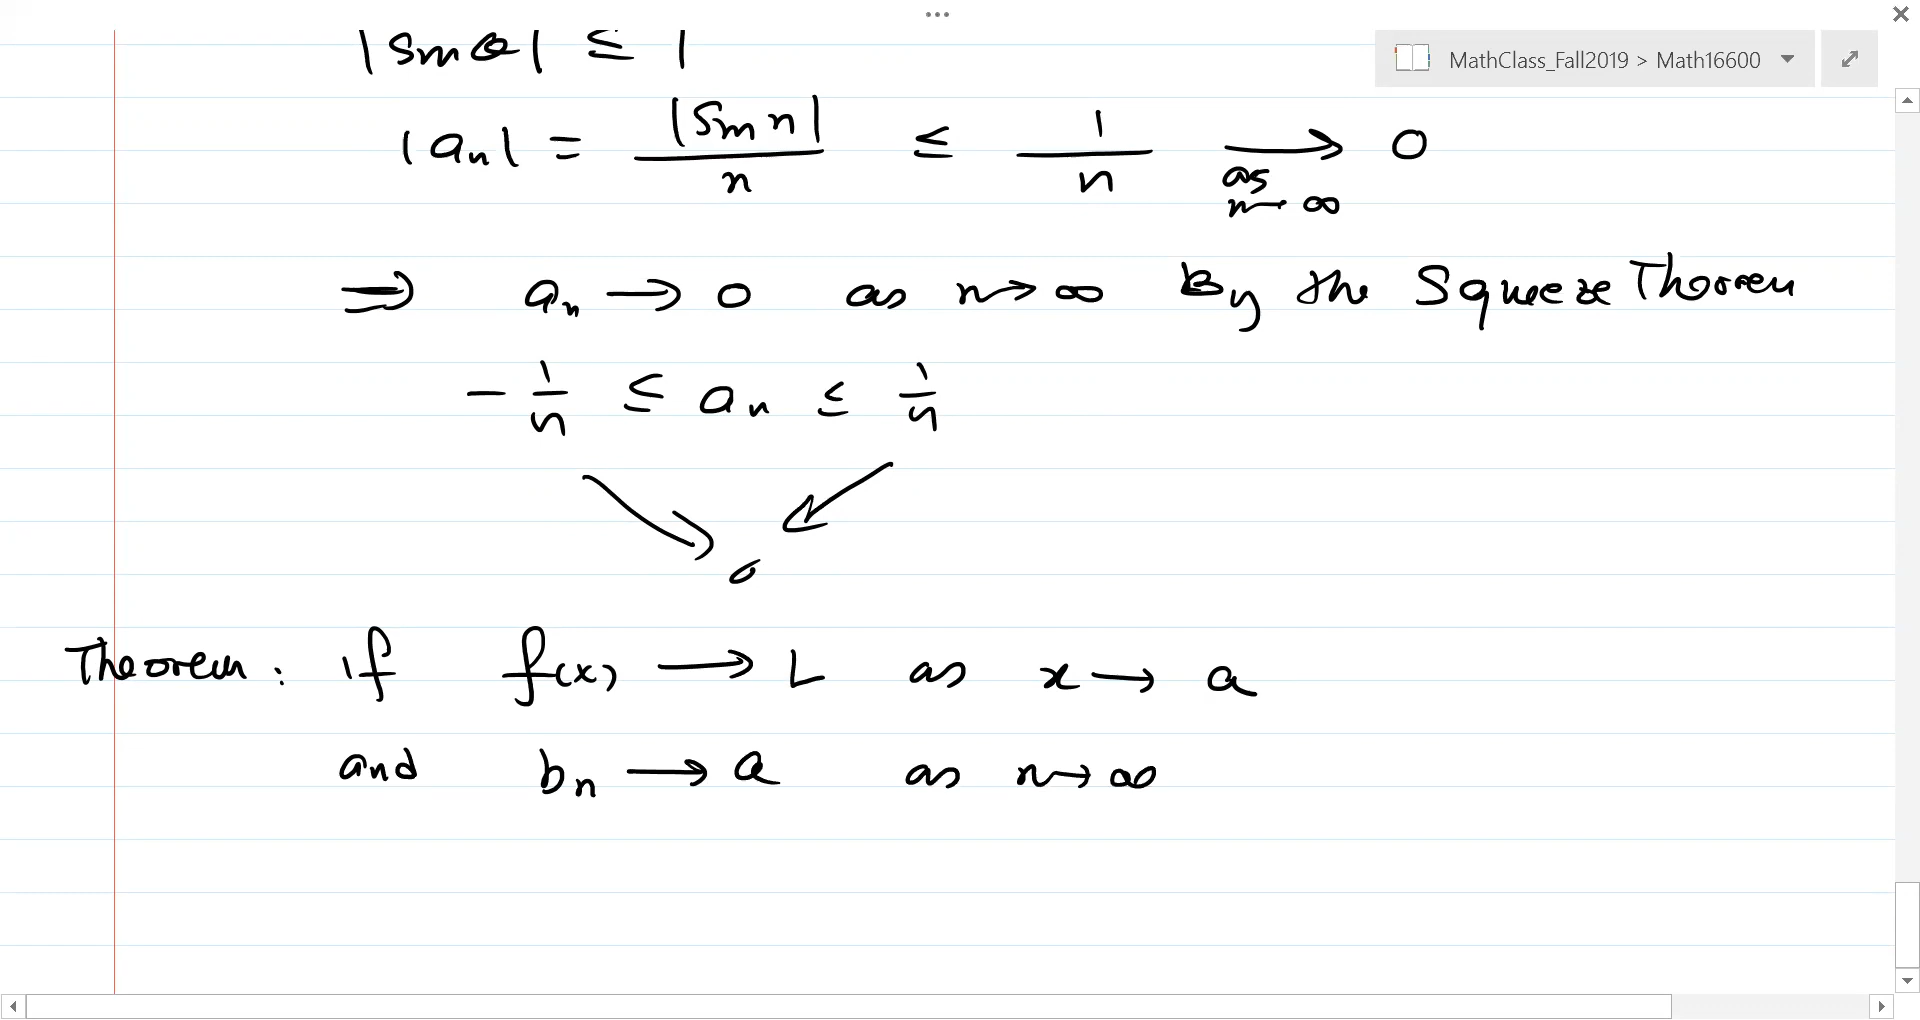 |Sin θ| ≤ 1
MathClass_Fall2019 > Math16600
|aₙ| = |Sin n| / n ≤ 1 / n → 0 as n→∞
⇒ aₙ → 0 as n→∞ By the Squeeze Theorem
- 1/n ≤ aₙ ≤ 1/n
0
Theorem: if f(x) → L as x → a
and bₙ → a as n→∞